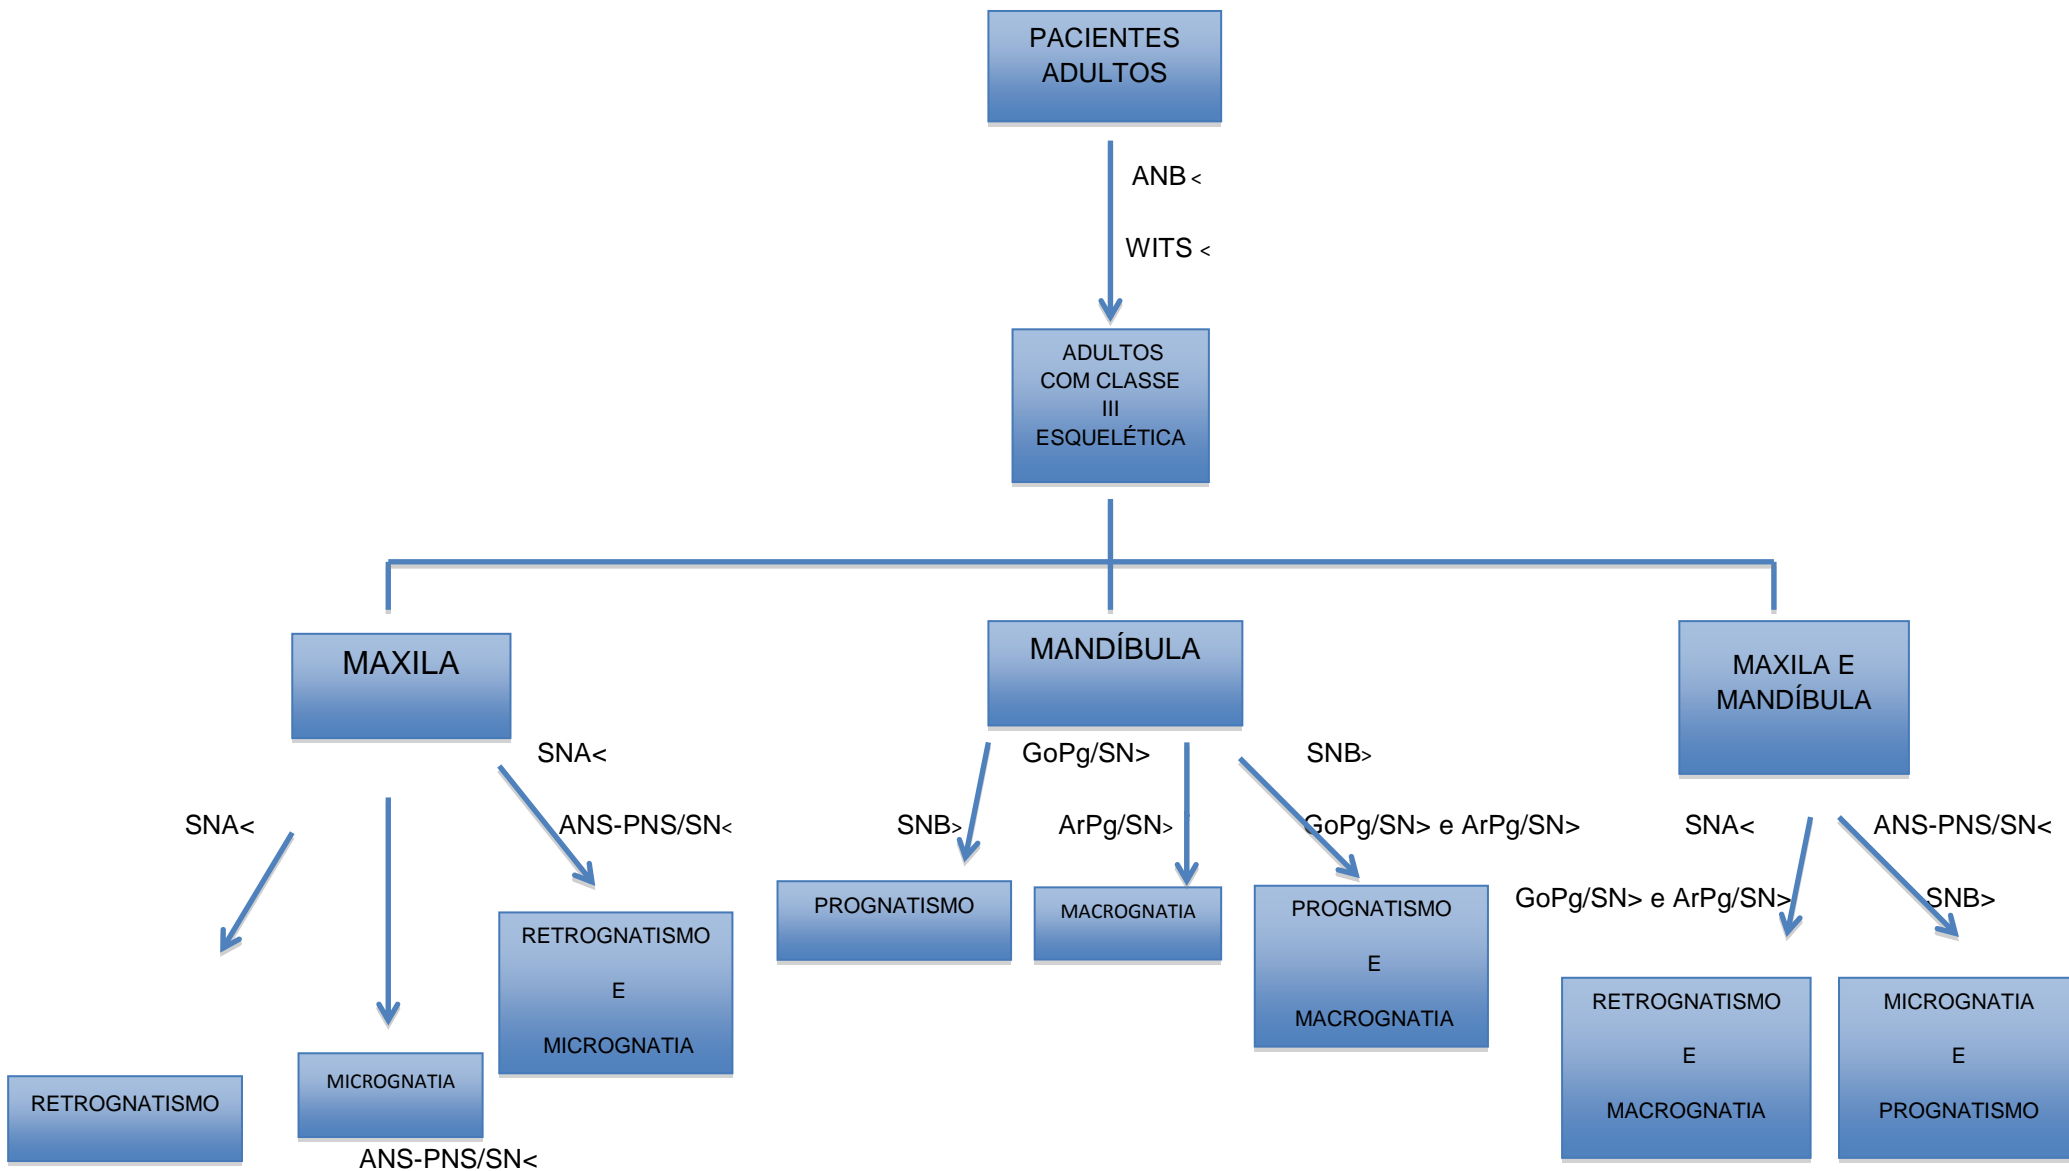 PACIENTES
ADULTOS
ANB <
WITS <
ADULTOS
COM CLASSE
III
ESQUELÉTICA
MAXILA
MANDÍBULA
MAXILA E
MANDÍBULA
SNA<
SNA<
ANS-PNS/SN<
RETROGNATISMO
MICROGNATIA
ANS-PNS/SN<
RETROGNATISMO
E
MICROGNATIA
SNB>
GoPg/SN>
ArPg/SN>
SNB>
GoPg/SN> e ArPg/SN>
PROGNATISMO
MACROGNATIA
PROGNATISMO
E
MACROGNATIA
SNA<
GoPg/SN> e ArPg/SN>
ANS-PNS/SN<
SNB>
RETROGNATISMO
E
MACROGNATIA
MICROGNATIA
E
PROGNATISMO